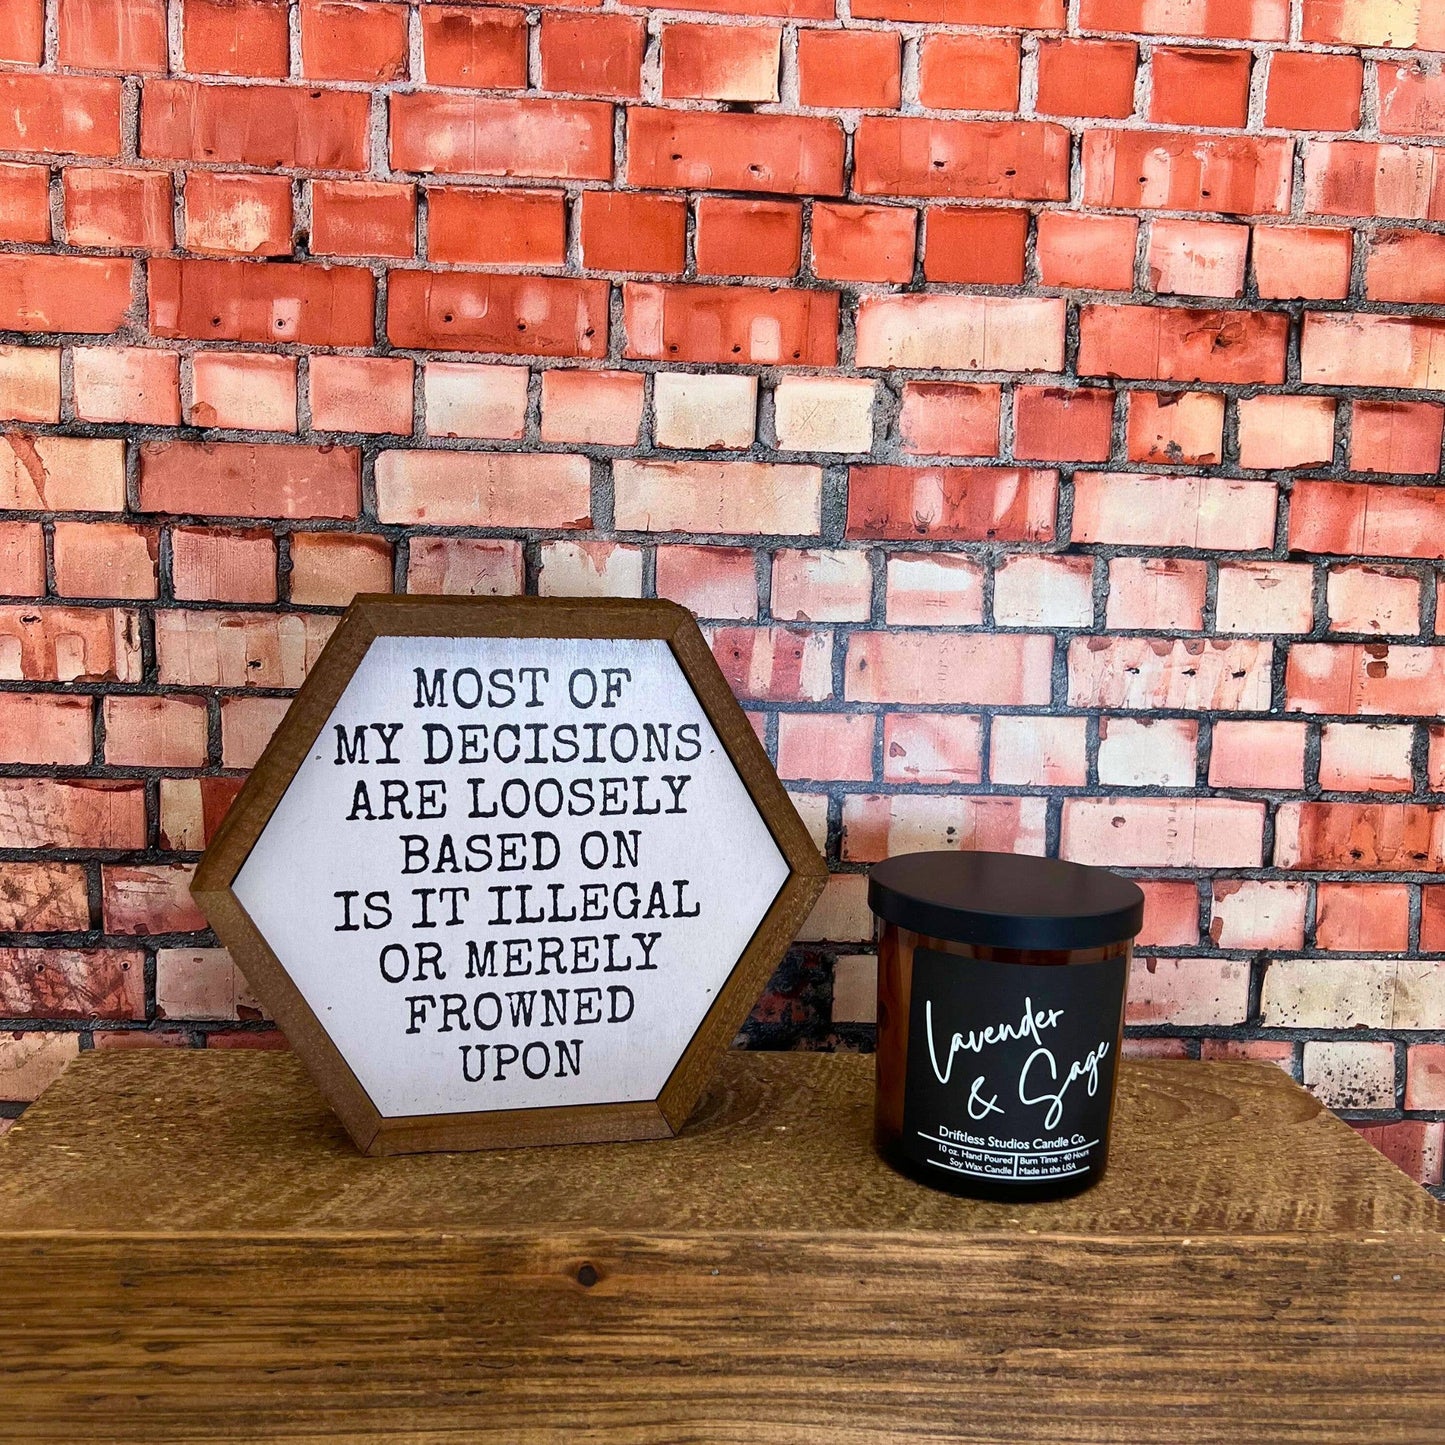 MOST OF
MY DECISIONS
ARE LOOSELY
BASED ON
IS IT ILLEGAL
OR MERELY
FROWNED
UPON
Lavender
& Sage
Driftless Studios Candle Co.
10 oz. Hand Poured | Burn Time : 40 Hours
Soy Wax Candle | Made in the USA